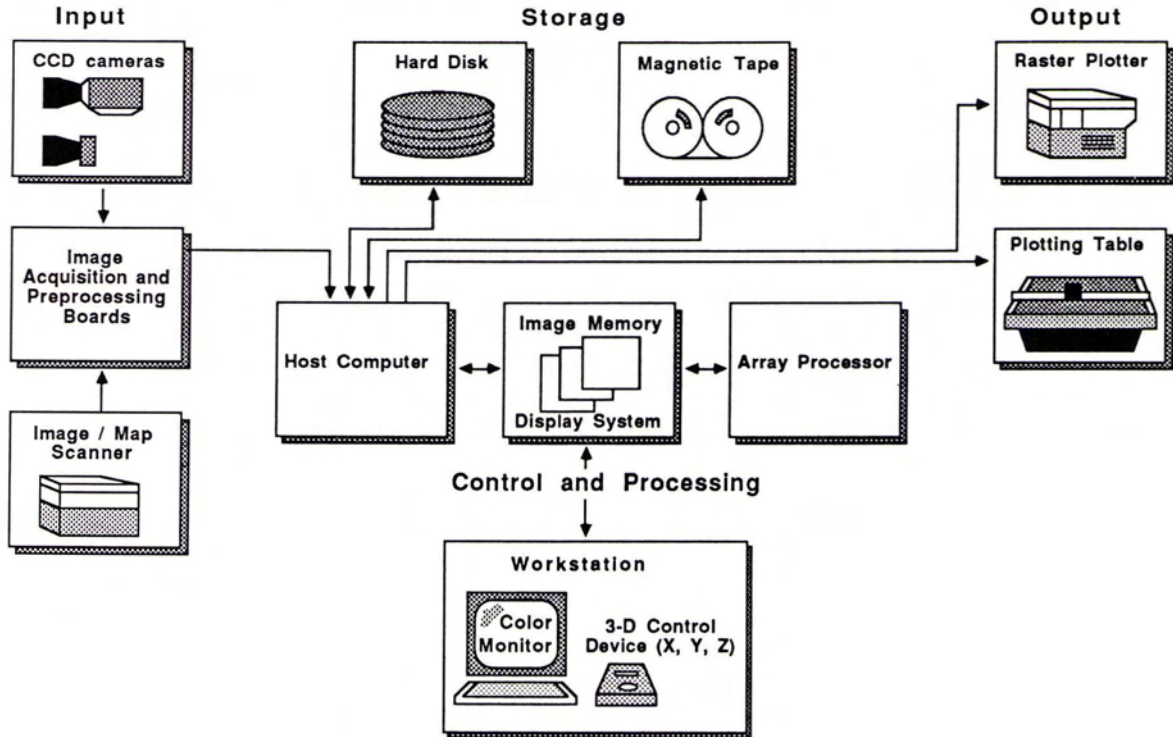 Input
Storage
Output
CCD cameras
Hard Disk
Magnetic Tape
Raster Plotter
Image
Acquisition and
Preprocessing
Boards
Plotting Table
Host Computer
Image Memory
Display System
Array Processor
Image / Map
Scanner
Control and Processing
Workstation
Color
Monitor
3-D Control
Device (X, Y, Z)